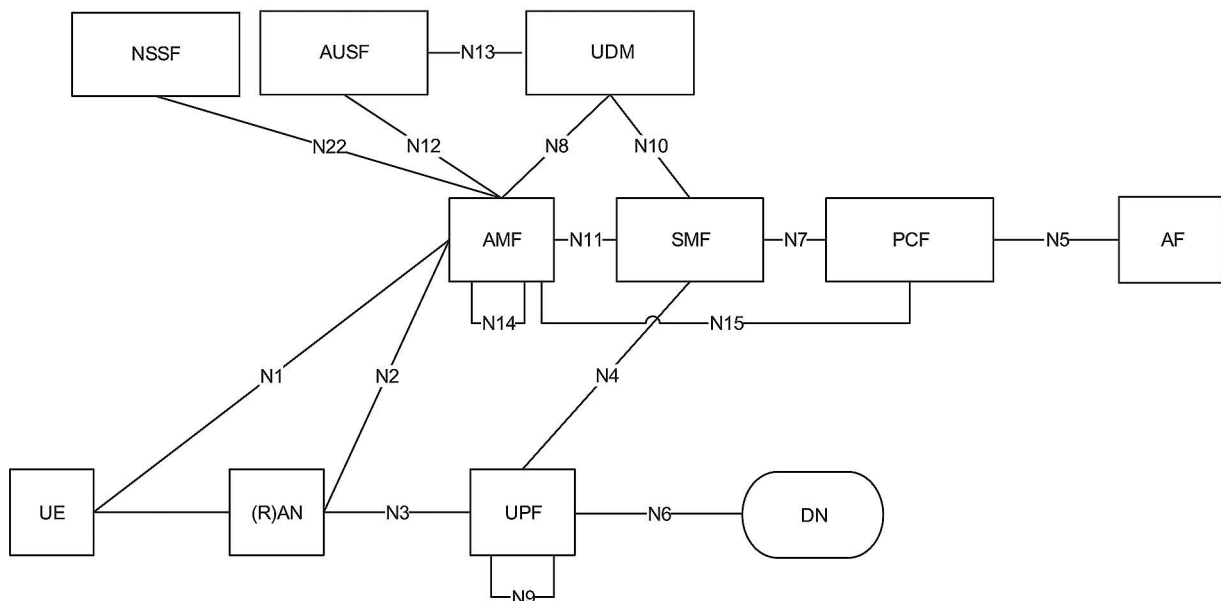 NSSF
AUSF
N13
UDM
N22
N12
N8
N10
AMF
N11
SMF
N7
PCF
N5
AF
N14
N15
N1
N2
N4
UE
(R)AN
N3
UPF
N6
DN
N9